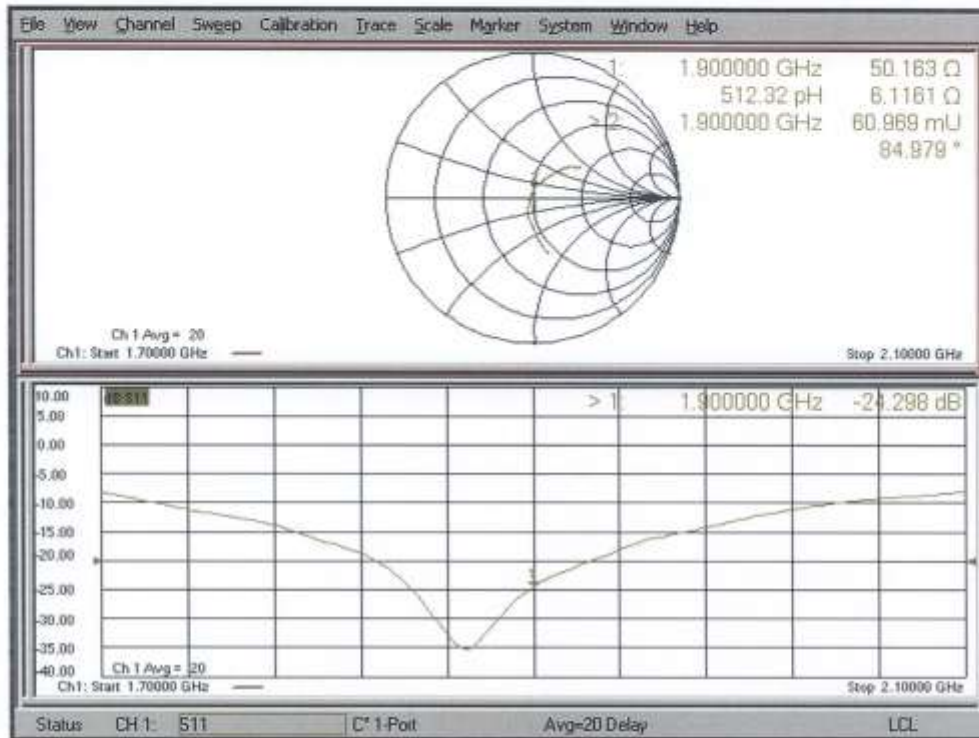 File View Channel Sweep Calibration Trace Scale Marker System Window Help
1: 1.900000 GHz 50.163 Ω
512.32 pH 6.1161 Ω
> 2: 1.900000 GHz 60.969 mU
84.979 °
Ch 1 Avg = 20
Ch1: Start 1.70000 GHz Stop 2.10000 GHz
10.00 dB S11 > 1: 1.900000 GHz -24.298 dB
5.00
0.00
-5.00
-10.00
-15.00
-20.00
-25.00
-30.00
-35.00
-40.00
1
Ch 1 Avg = 20
Ch1: Start 1.70000 GHz Stop 2.10000 GHz
Status CH 1: S11 C* 1-Port Avg=20 Delay LCL